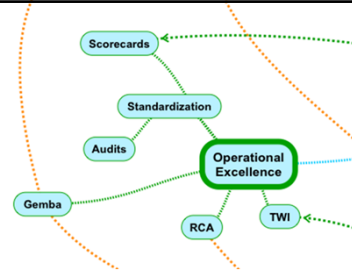 Scorecards
Standardization
Audits
Operational
Excellence
Gemba
TWI
RCA